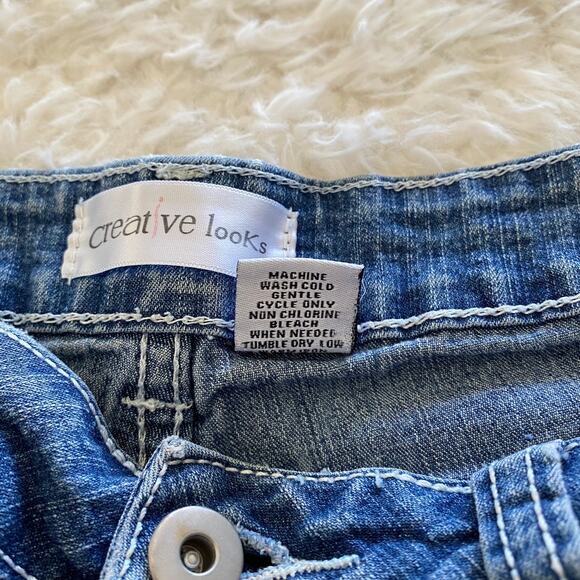 creative looks
MACHINE
WASH COLD
GENTLE
CYCLE ONLY
NON CHLORINE
BLEACH
WHEN NEEDED
TUMBLE DRY LOW